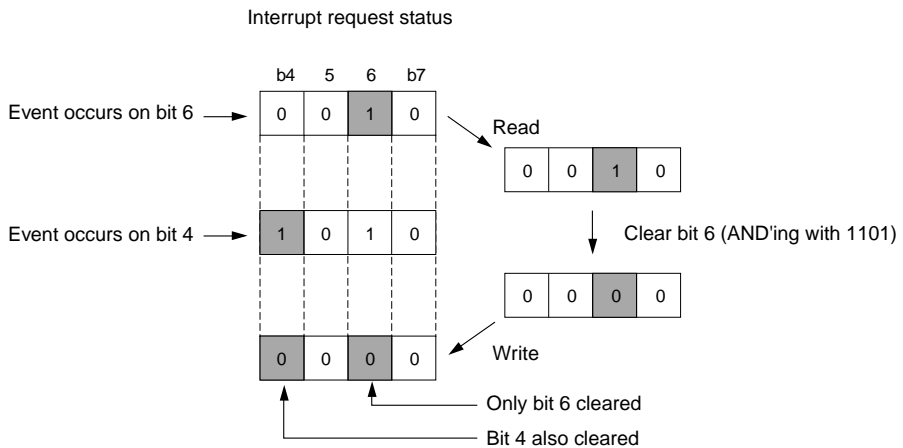 Interrupt request status
b4 5 6 b7
Event occurs on bit 6
0 0 1 0
Read
0 0 1 0
Event occurs on bit 4
1 0 1 0
Clear bit 6 (AND'ing with 1101)
0 0 0 0
0 0 0 0
Write
Only bit 6 cleared
Bit 4 also cleared